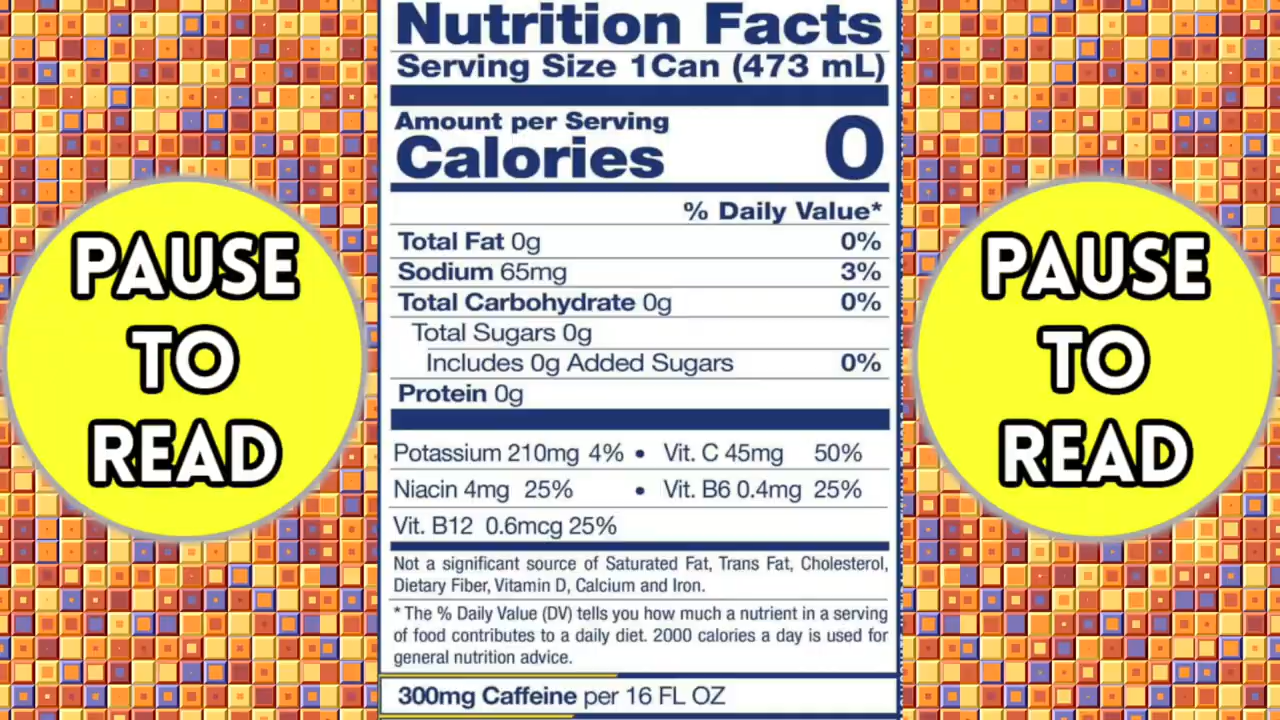 Nutrition Facts
Serving Size 1Can (473 mL)
Amount per Serving
Calories 0
% Daily Value*
Total Fat 0g 0%
Sodium 65mg 3%
Total Carbohydrate 0g 0%
Total Sugars 0g
Includes 0g Added Sugars 0%
Protein 0g
Potassium 210mg 4% • Vit. C 45mg 50%
Niacin 4mg 25% • Vit. B6 0.4mg 25%
Vit. B12 0.6mcg 25%
Not a significant source of Saturated Fat, Trans Fat, Cholesterol,
Dietary Fiber, Vitamin D, Calcium and Iron.
* The % Daily Value (DV) tells you how much a nutrient in a serving
of food contributes to a daily diet. 2000 calories a day is used for
general nutrition advice.
300mg Caffeine per 16 FL OZ
PAUSE
TO
READ
PAUSE
TO
READ